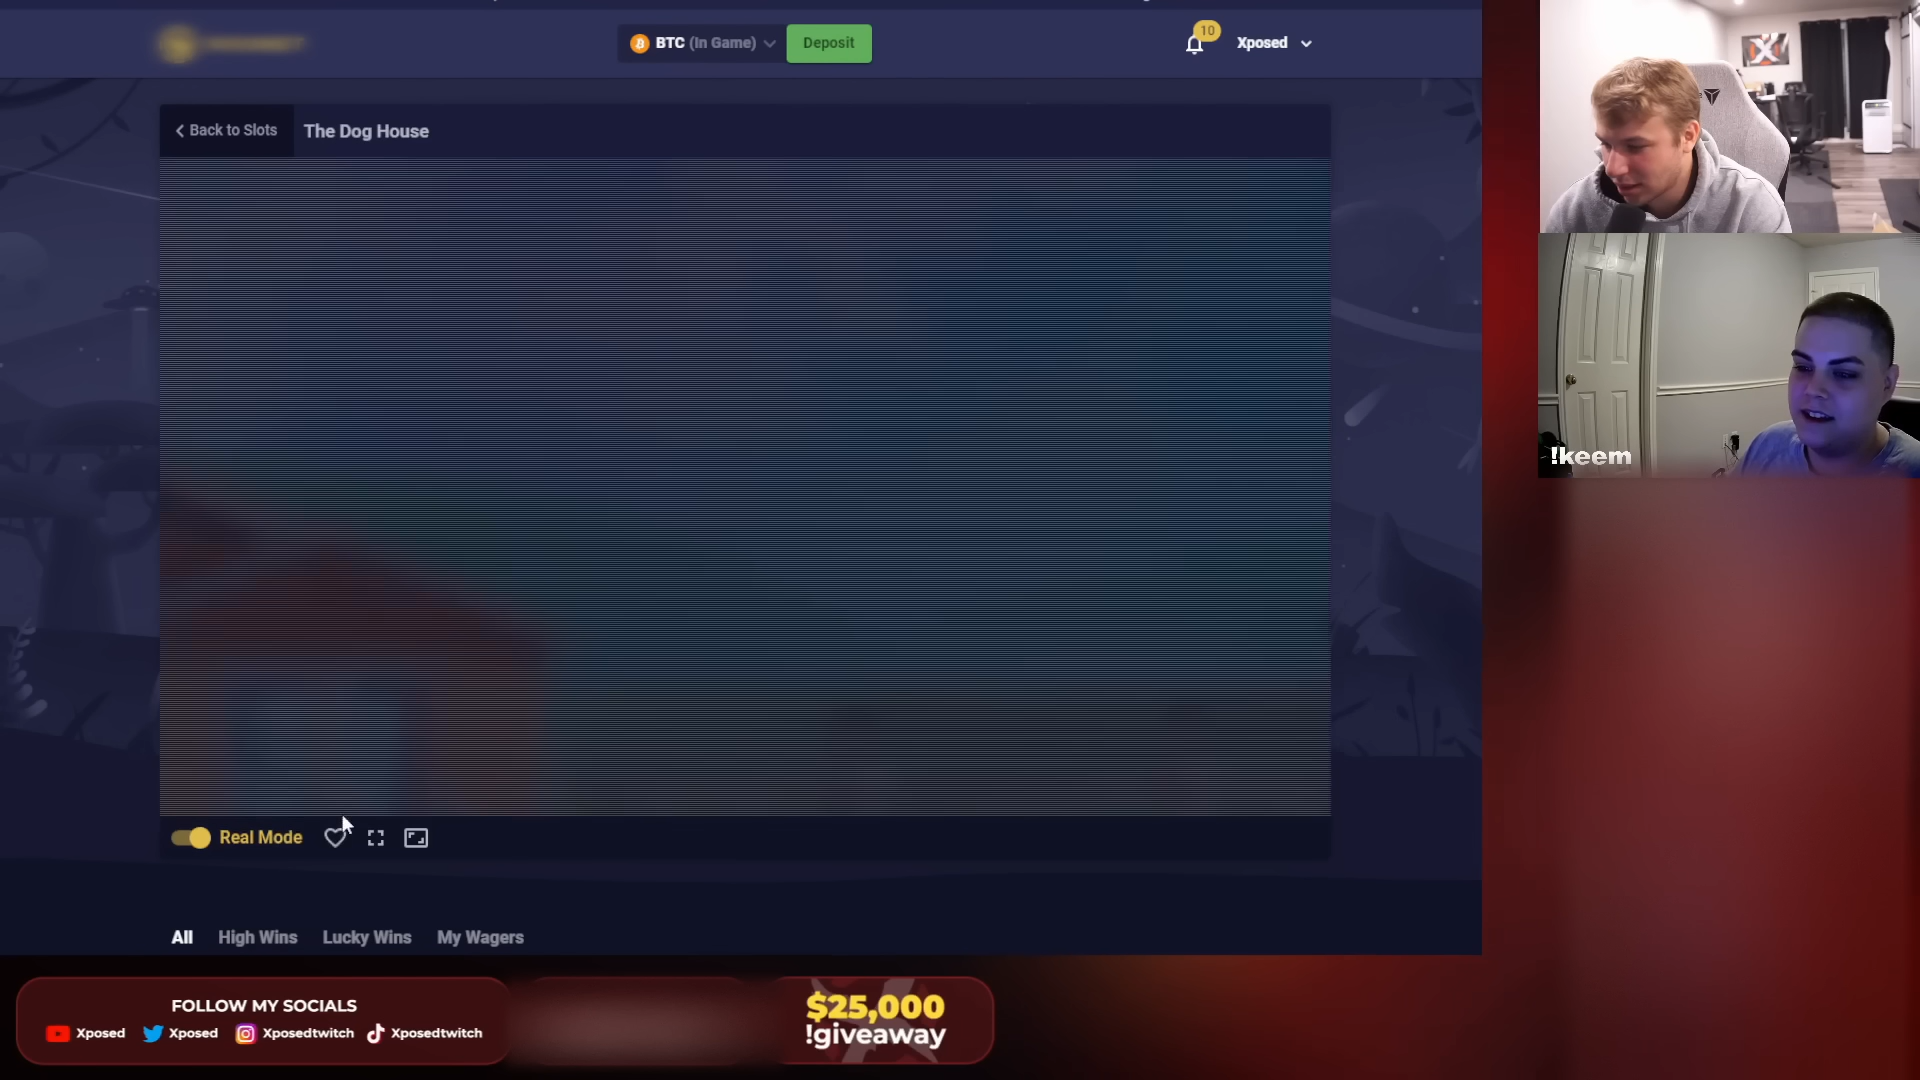 BTC (In Game)
Deposit
10
Xposed
Back to Slots
The Dog House
!keem
Real Mode
All
High Wins
Lucky Wins
My Wagers
FOLLOW MY SOCIALS
Xposed
Xposed
Xposedtwitch
Xposedtwitch
$25,000
!giveaway